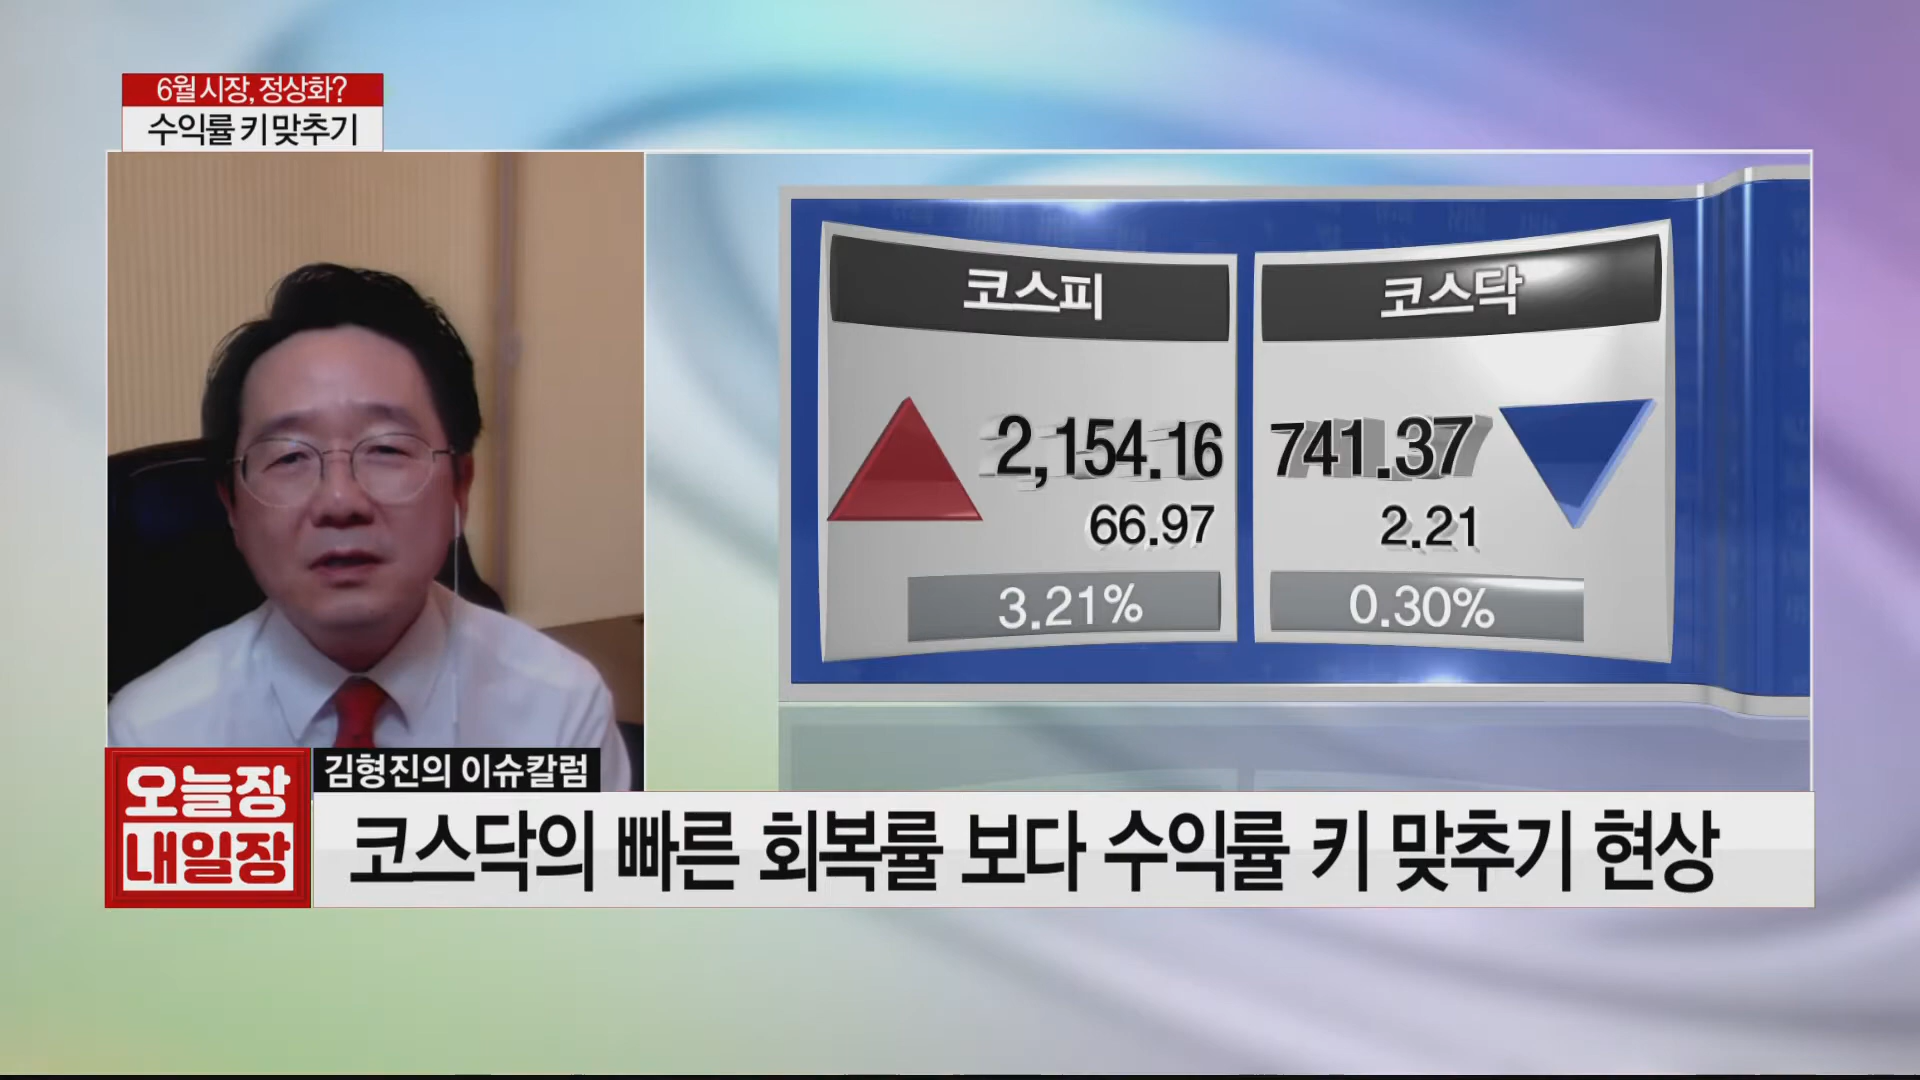 6월 시장, 정상화?
수익률 키 맞추기
코스피
2,154.16
66.97
3.21%
코스닥
741.37
2.21
0.30%
오늘장
내일장
김형진의 이슈칼럼
코스닥의 빠른 회복률 보다 수익률 키 맞추기 현상